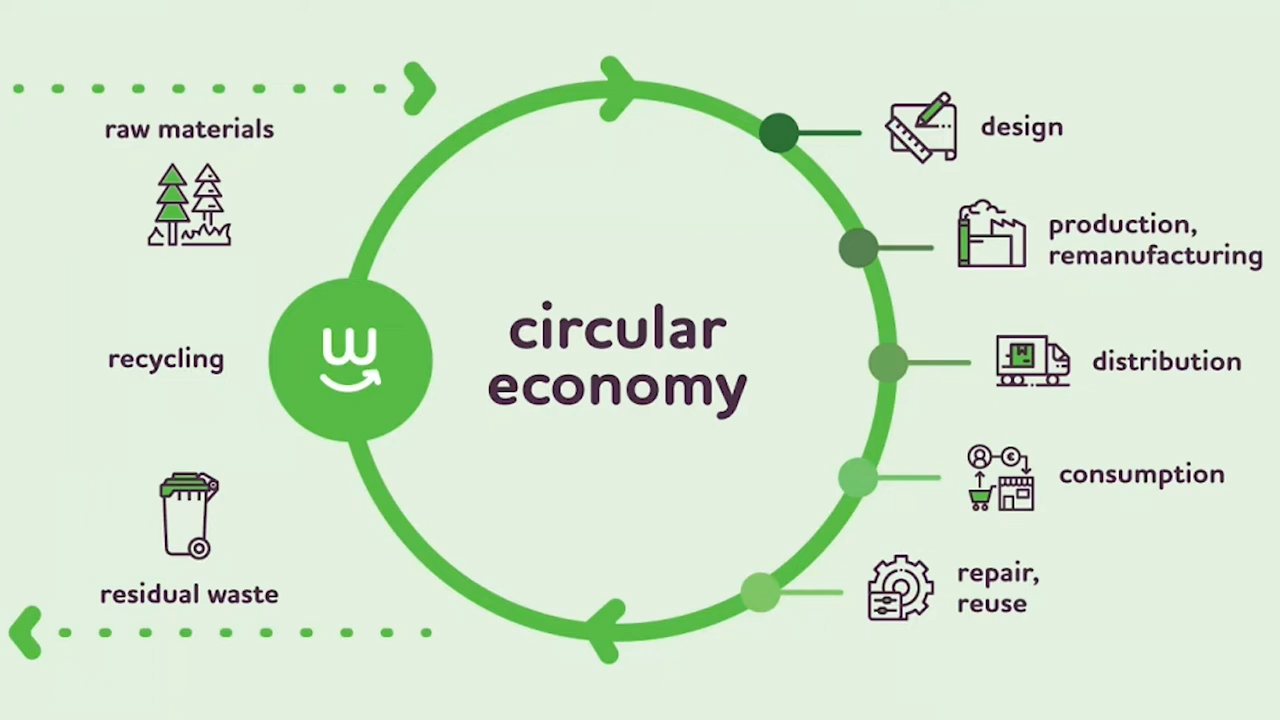 raw materials
recycling
residual waste
w
circular
economy
design
production,
remanufacturing
W
distribution
€
consumption
repair,
reuse